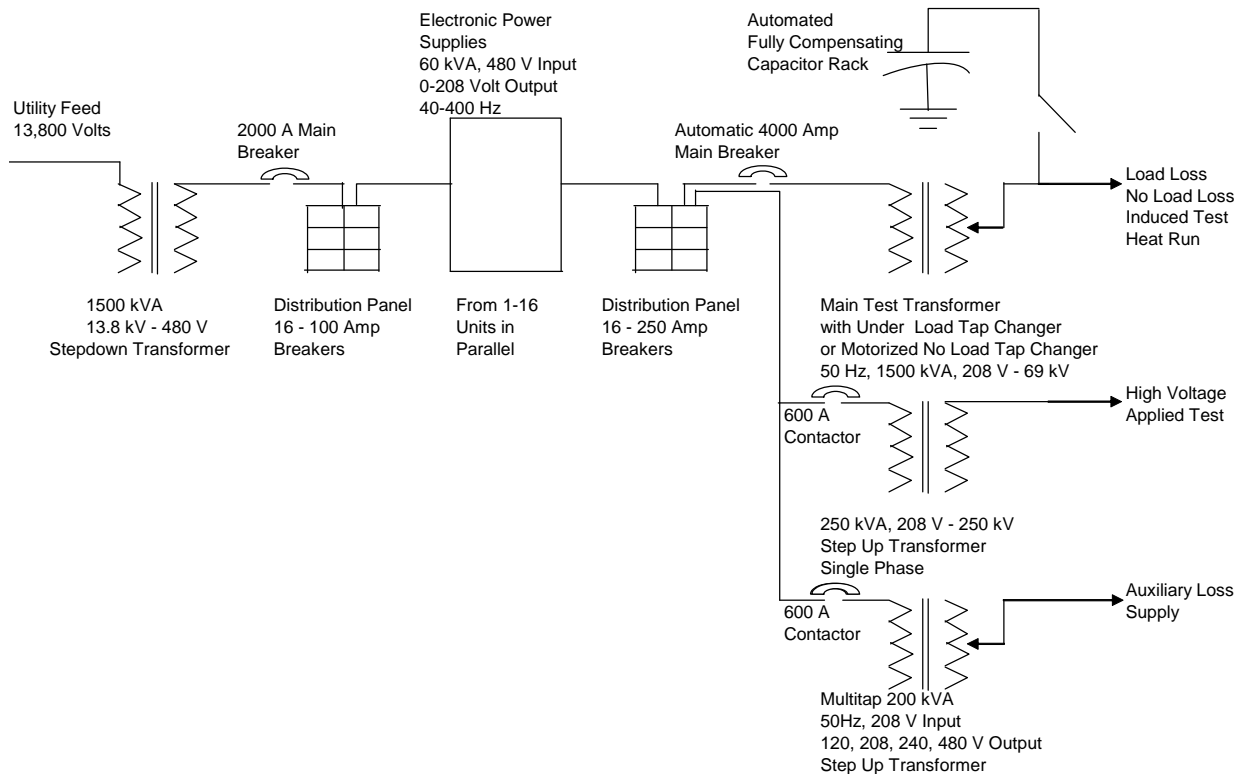 Electronic Power
Supplies
60 kVA, 480 V Input
0-208 Volt Output
40-400 Hz
Automated
Fully Compensating
Capacitor Rack
Utility Feed
13,800 Volts
2000 A Main
Breaker
Automatic 4000 Amp
Main Breaker
Load Loss
No Load Loss
Induced Test
Heat Run
1500 kVA
13.8 kV - 480 V
Stepdown Transformer
Distribution Panel
16 - 100 Amp
Breakers
From 1-16
Units in
Parallel
Distribution Panel
16 - 250 Amp
Breakers
Main Test Transformer
with Under Load Tap Changer
or Motorized No Load Tap Changer
50 Hz, 1500 kVA, 208 V - 69 kV
600 A
Contactor
High Voltage
Applied Test
250 kVA, 208 V - 250 kV
Step Up Transformer
Single Phase
600 A
Contactor
Auxiliary Loss
Supply
Multitap 200 kVA
50Hz, 208 V Input
120, 208, 240, 480 V Output
Step Up Transformer